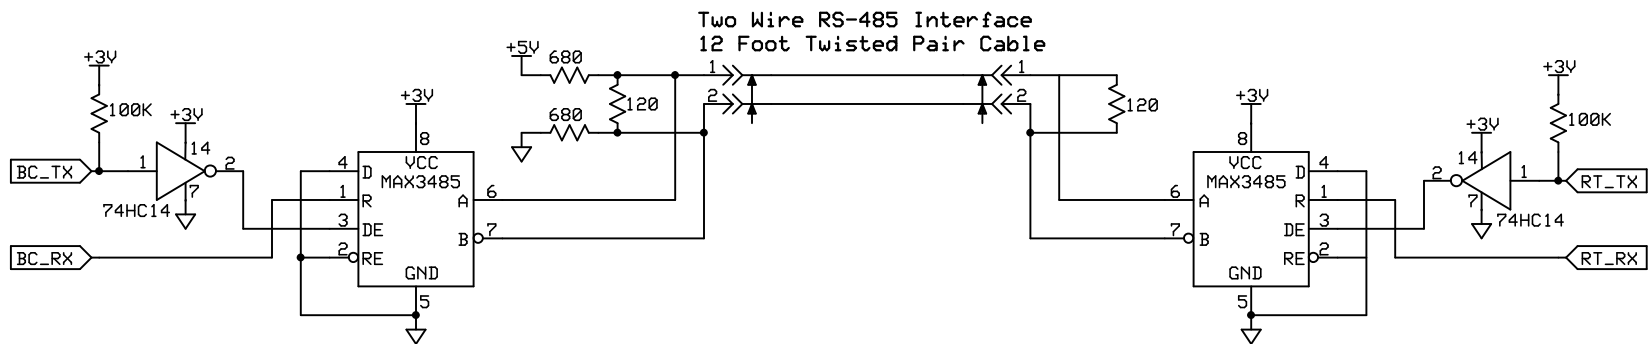 Two Wire RS-485 Interface
12 Foot Twisted Pair Cable
+3V
100K
+3V
14
BC_TX
1
2
7
74HC14
BC_RX
+3V
8
4
D
VCC
MAX3485
1
R
A
6
3
DE
B
7
2
RE
GND
5
+5V
680
120
680
1
2
1
2
120
+3V
8
VCC
D
4
MAX3485
6
A
R
1
DE
3
7
B
RE
2
GND
5
+3V
100K
+3V
14
2
1
RT_TX
7
74HC14
RT_RX